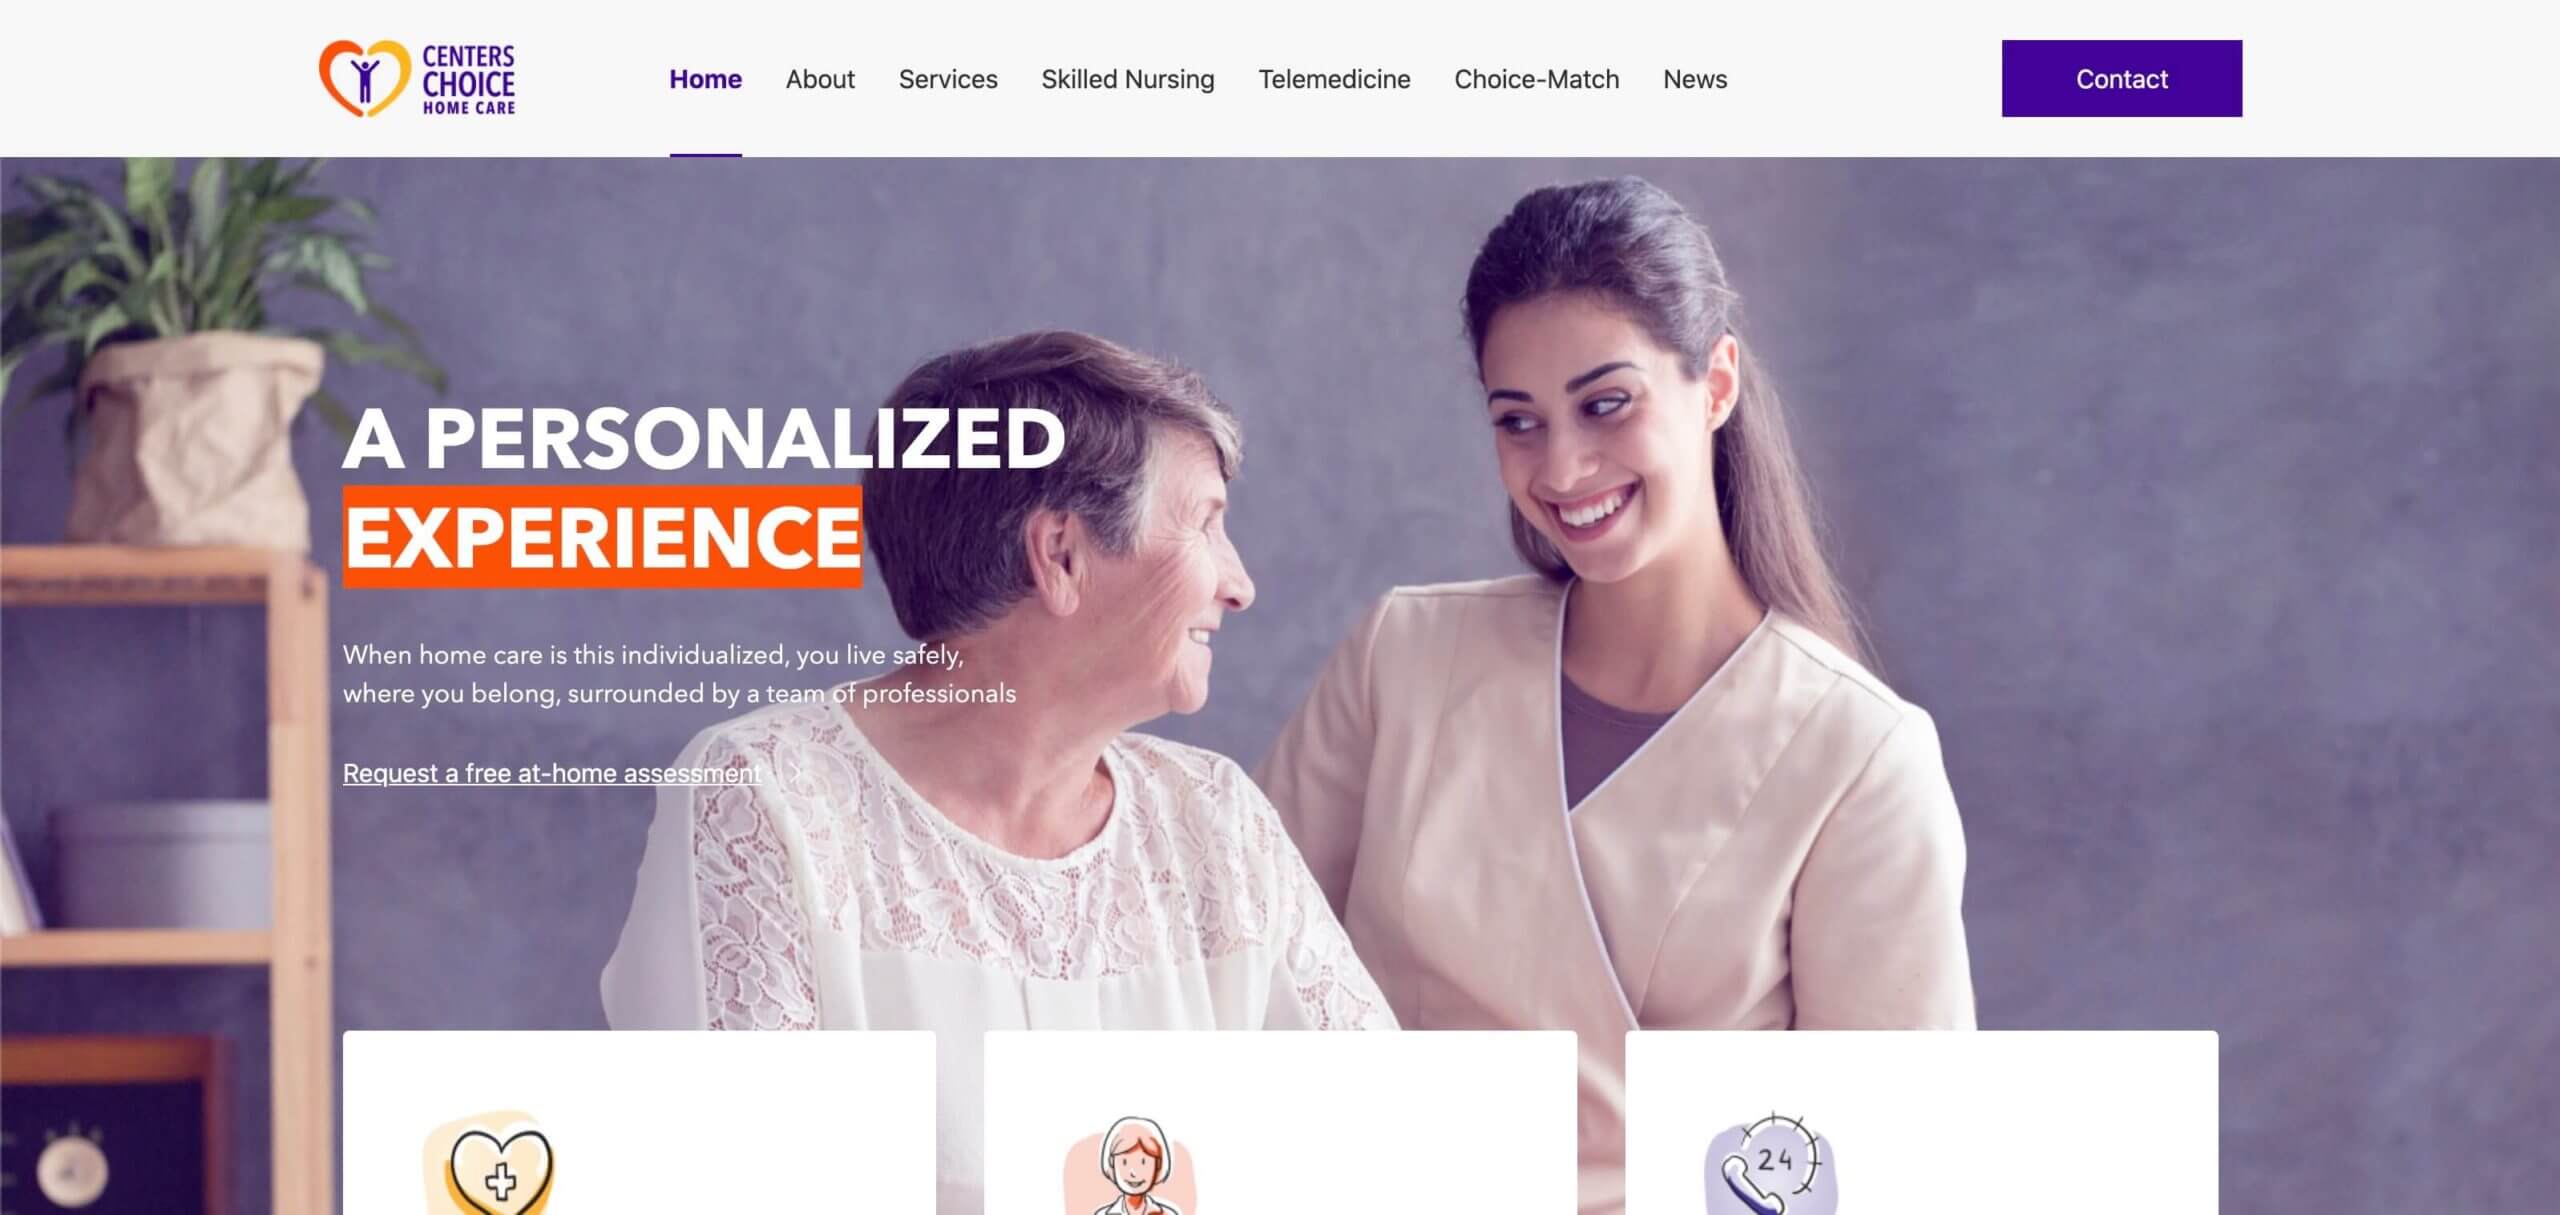 CENTERS
CHOICE
HOME CARE
Home
About
Services
Skilled Nursing
Telemedicine
Choice-Match
News
Contact
A PERSONALIZED
EXPERIENCE
When home care is this individualized, you live safely,
where you belong, surrounded by a team of professionals
Request a free at-home assessment
24